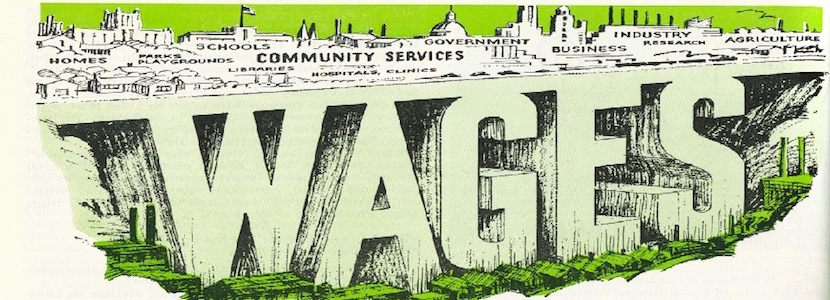 SCHOOLS
GOVERNMENT
INDUSTRY
AGRICULTURE
HOMES
PARKS
PLAYGROUNDS
COMMUNITY SERVICES
BUSINESS
RESEARCH
LIBRARIES
HOSPITALS, CLINICS
WAGES